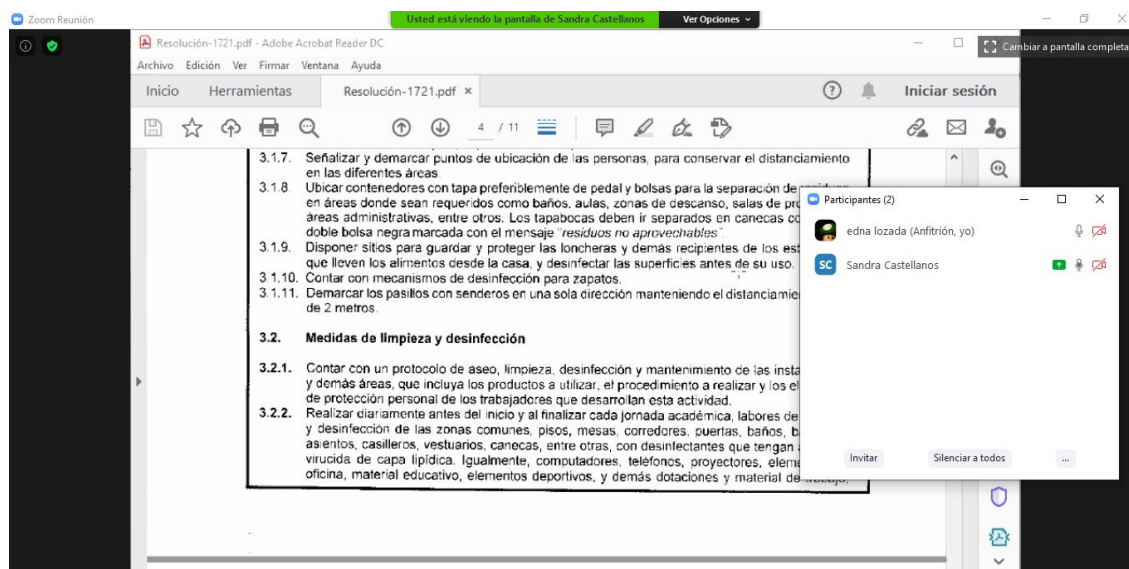 Zoom Reunión
Usted está viendo la pantalla de Sandra Castellanos
Ver Opciones
Resolución-1721.pdf - Adobe Acrobat Reader DC
Cambiar a pantalla completa
Archivo Edición Ver Firmar Ventana Ayuda
Inicio Herramientas Resolución-1721.pdf × Iniciar sesión
4 / 11
3.1.7. Señalizar y demarcar puntos de ubicación de las personas, para conservar el distanciamiento
en las diferentes áreas.
3.1.8. Ubicar contenedores con tapa preferiblemente de pedal y bolsas para la separación de
en áreas donde sean requeridos como baños, aulas, zonas de descanso, salas de
áreas administrativas, entre otros. Los tapabocas deben ir separados en canecas
doble bolsa negra marcada con el mensaje "residuos no aprovechables".
3.1.9. Disponer sitios para guardar y proteger las loncheras y demás recipientes de los
que lleven los alimentos desde la casa, y desinfectar las superficies antes de su uso.
3.1.10. Contar con mecanismos de desinfección para zapatos.
3.1.11. Demarcar los pasillos con senderos en una sola dirección manteniendo el
de 2 metros.
3.2. Medidas de limpieza y desinfección
3.2.1. Contar con un protocolo de aseo, limpieza, desinfección y mantenimiento de las
y demás áreas, que incluya los productos a utilizar, el procedimiento a realizar y los
de protección personal de los trabajadores que desarrollan esta actividad.
3.2.2. Realizar diariamente antes del inicio y al finalizar cada jornada académica, labores de
y desinfección de las zonas comunes, pisos, mesas, corredores, puertas, baños,
asientos, casilleros, vestuarios, canecas, entre otras, con desinfectantes que tengan
virucida de capa lipídica. Igualmente, computadores, teléfonos, proyectores,
oficina, material educativo, elementos deportivos, y demás dotaciones y material de
Participantes (2)
edna lozada (Anfitrión, yo)
SC Sandra Castellanos
Invitar Silenciar a todos ...